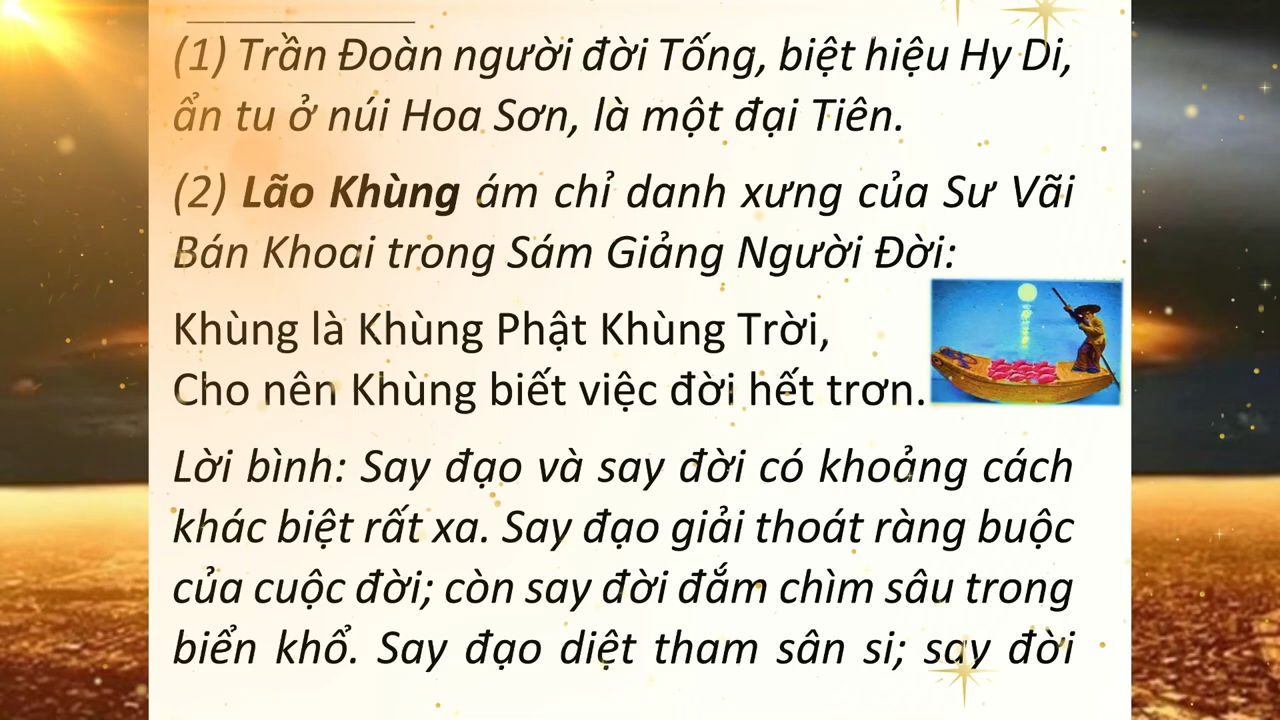 (1) Trần Đoàn người đời Tống, biệt hiệu Hy Di,
ẩn tu ở núi Hoa Sơn, là một đại Tiên.
(2) Lão Khùng ám chỉ danh xưng của Sư Vãi
Bán Khoai trong Sám Giảng Người Đời:
Khùng là Khùng Phật Khùng Trời,
Cho nên Khùng biết việc đời hết trơn.
Lời bình: Say đạo và say đời có khoảng cách
khác biệt rất xa. Say đạo giải thoát ràng buộc
của cuộc đời; còn say đời đắm chìm sâu trong
biển khổ. Say đạo diệt tham sân si; say đời